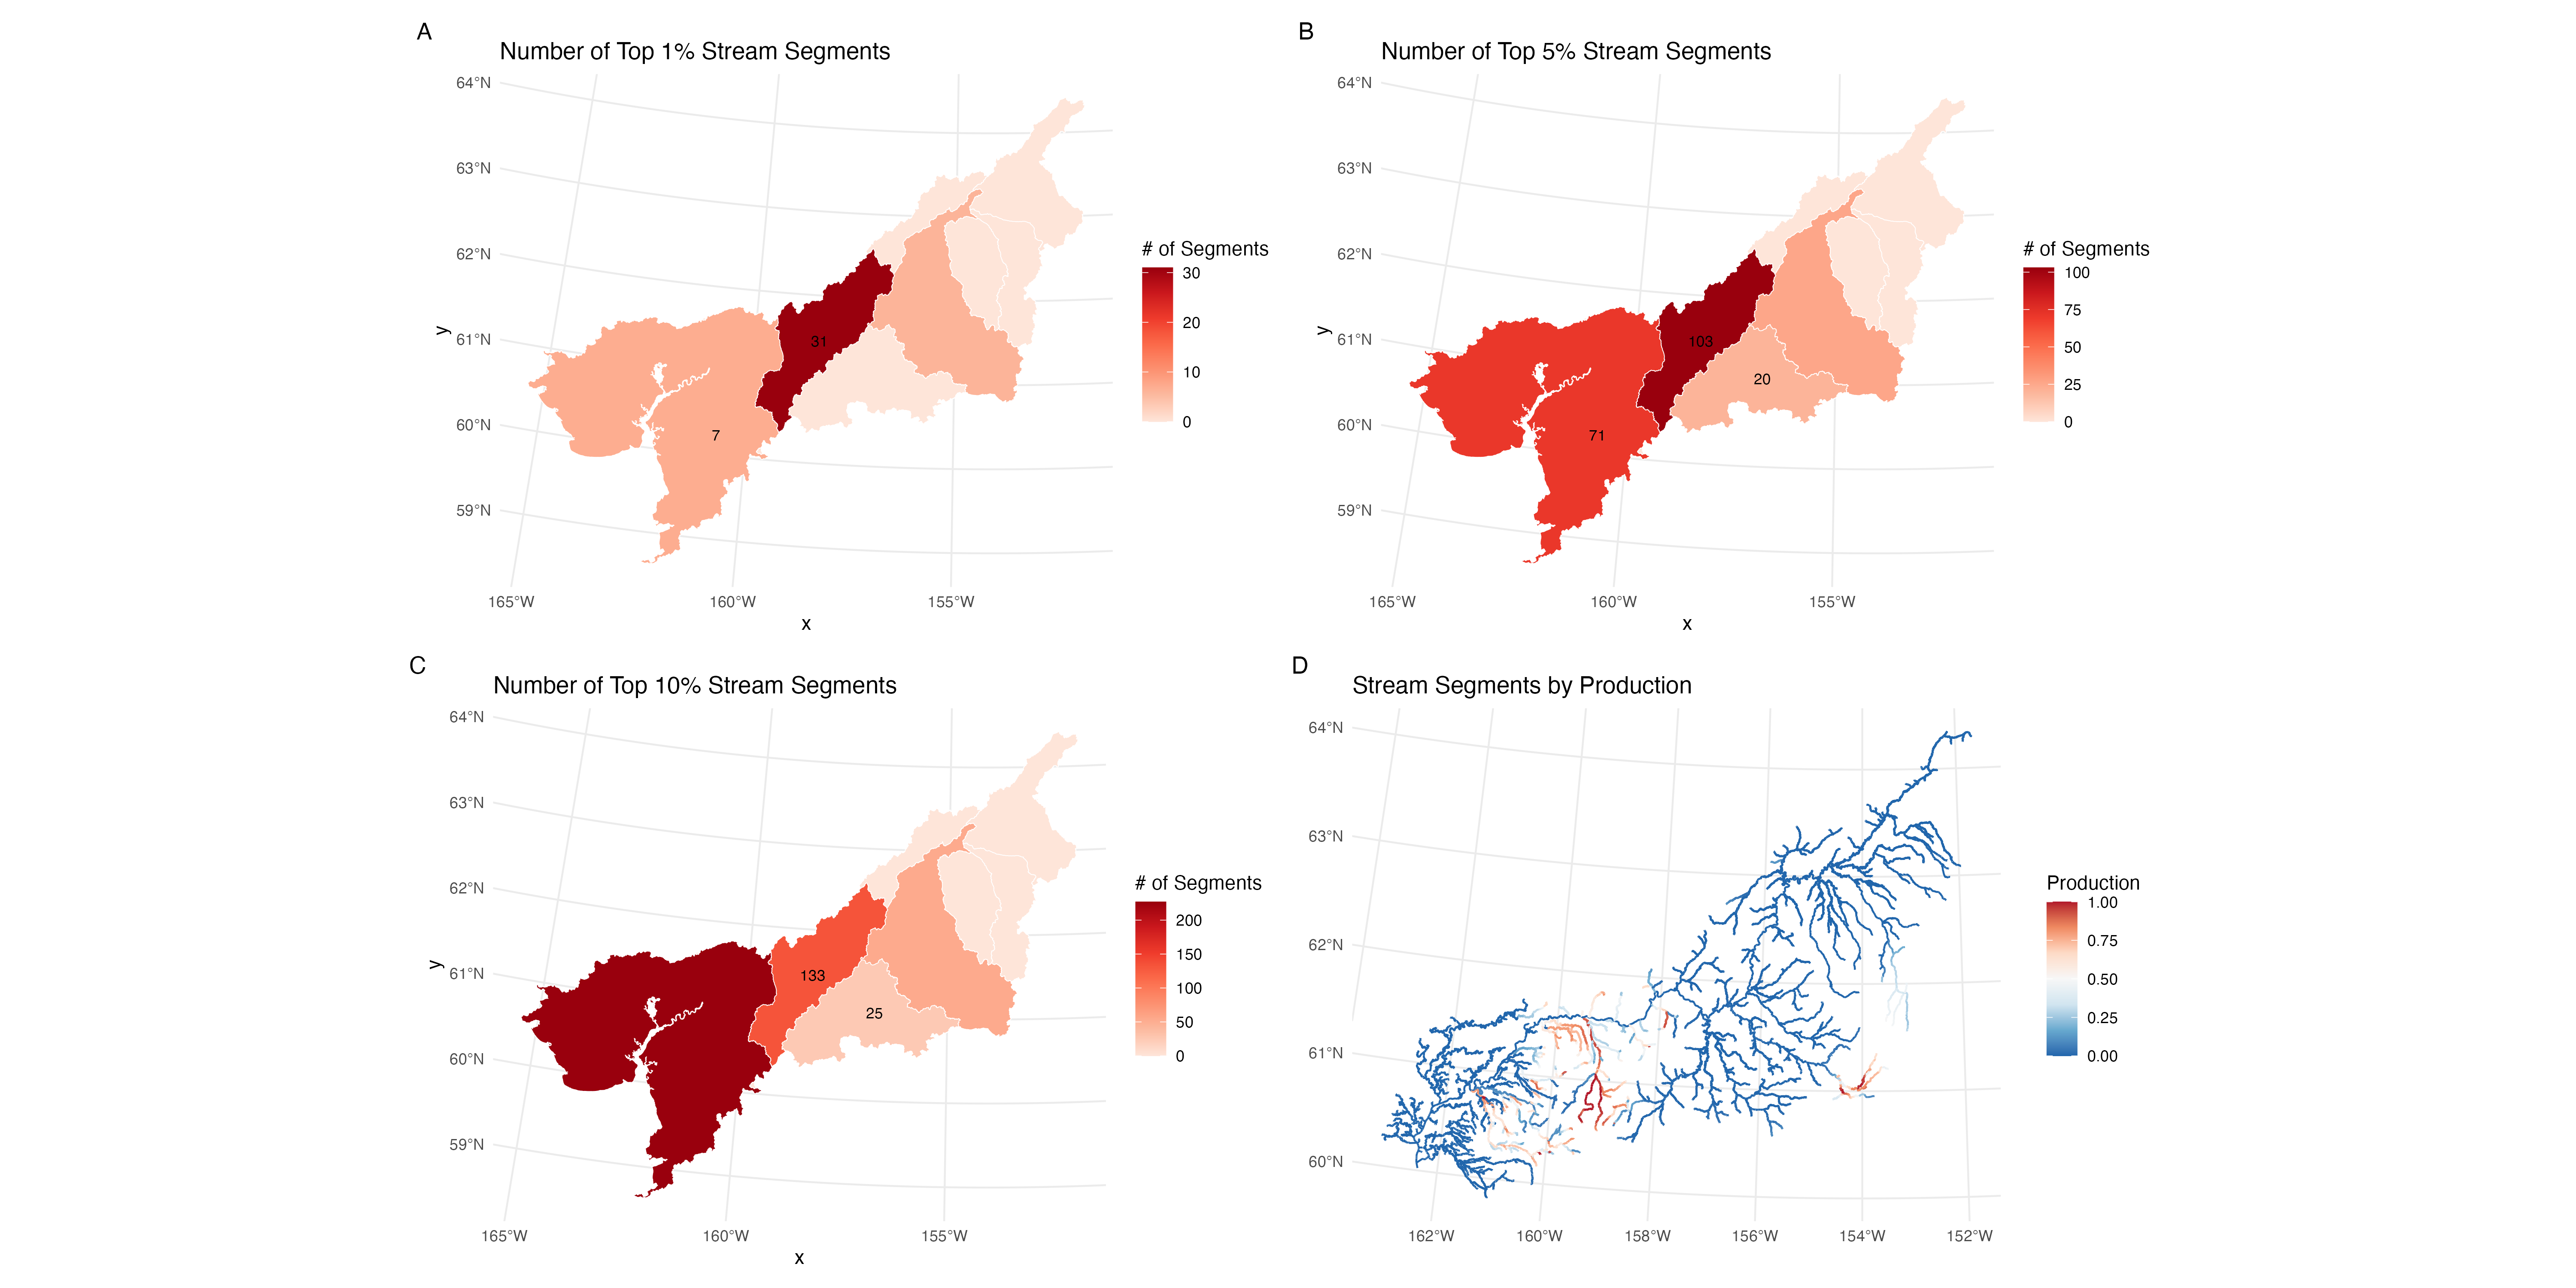 A
Number of Top 1% Stream Segments
64°N
63°N
62°N
61°N
60°N
59°N
y
31
7
165°W 160°W 155°W
x
# of Segments
30
20
10
0
B
Number of Top 5% Stream Segments
64°N
63°N
62°N
61°N
60°N
59°N
y
103
20
71
165°W 160°W 155°W
x
# of Segments
100
75
50
25
0
C
Number of Top 10% Stream Segments
64°N
63°N
62°N
61°N
60°N
59°N
y
133
25
165°W 160°W 155°W
x
# of Segments
200
150
100
50
0
D
Stream Segments by Production
64°N
63°N
62°N
61°N
60°N
162°W 160°W 158°W 156°W 154°W 152°W
Production
1.00
0.75
0.50
0.25
0.00